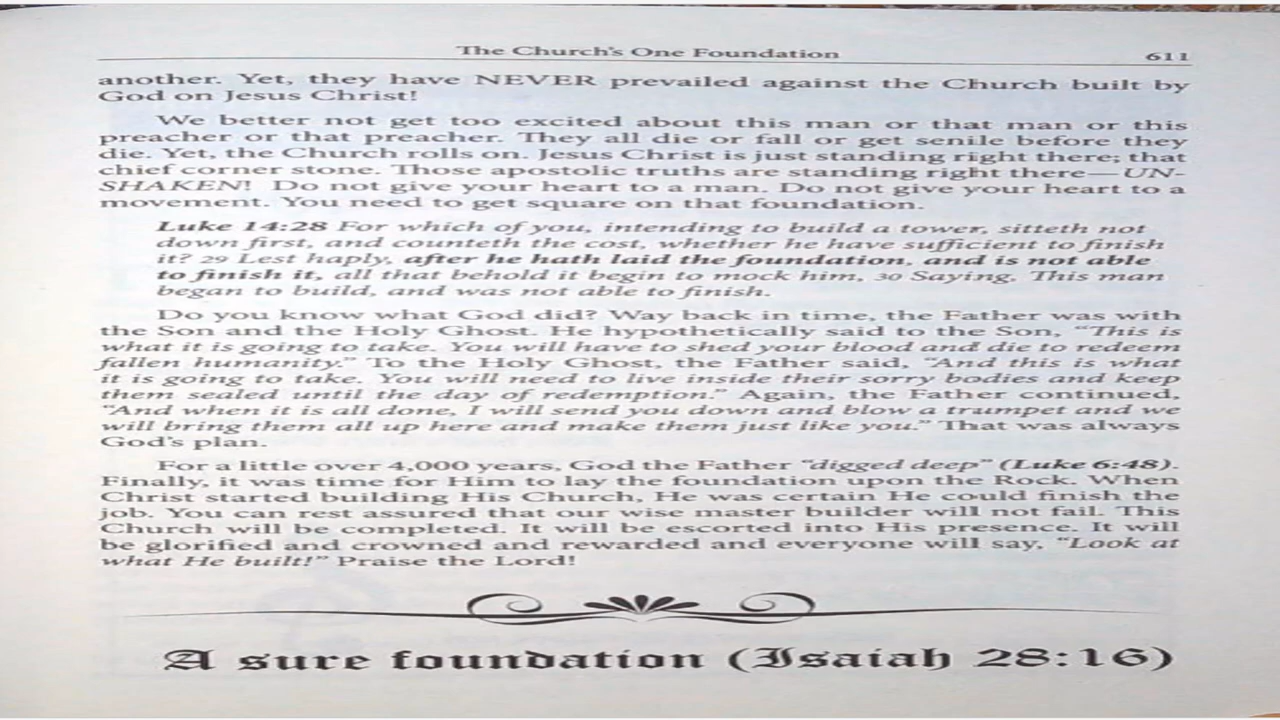 The Church's One Foundation 611
another. Yet, they have NEVER prevailed against the Church built by
God on Jesus Christ!
We better not get too excited about this man or that man or this
preacher or that preacher. They all die or fall or get senile before they
die. Yet, the Church rolls on. Jesus Christ is just standing right there; that
chief corner stone. Those apostolic truths are standing right there—UN-
SHAKEN! Do not give your heart to a man. Do not give your heart to a
movement. You need to get square on that foundation.
Luke 14:28 For which of you, intending to build a tower, sitteth not
down first, and counteth the cost, whether he have sufficient to finish
it? 29 Lest haply, after he hath laid the foundation, and is not able
to finish it, all that behold it begin to mock him, 30 Saying, This man
began to build, and was not able to finish.
Do you know what God did? Way back in time, the Father was with
the Son and the Holy Ghost. He hypothetically said to the Son, "This is
what it is going to take. You will have to shed your blood and die to redeem
fallen humanity." To the Holy Ghost, the Father said, "And this is what
it is going to take. You will need to live inside their sorry bodies and keep
them sealed until the day of redemption." Again, the Father continued,
"And when it is all done, I will send you down and blow a trumpet and we
will bring them all up here and make them just like you." That was always
God's plan.
For a little over 4,000 years, God the Father "digged deep" (Luke 6:48).
Finally, it was time for Him to lay the foundation upon the Rock. When
Christ started building His Church, He was certain He could finish the
job. You can rest assured that our wise master builder will not fail. This
Church will be completed. It will be escorted into His presence. It will
be glorified and crowned and rewarded and everyone will say, "Look at
what He built!" Praise the Lord!
A sure foundation (Isaiah 28:16)